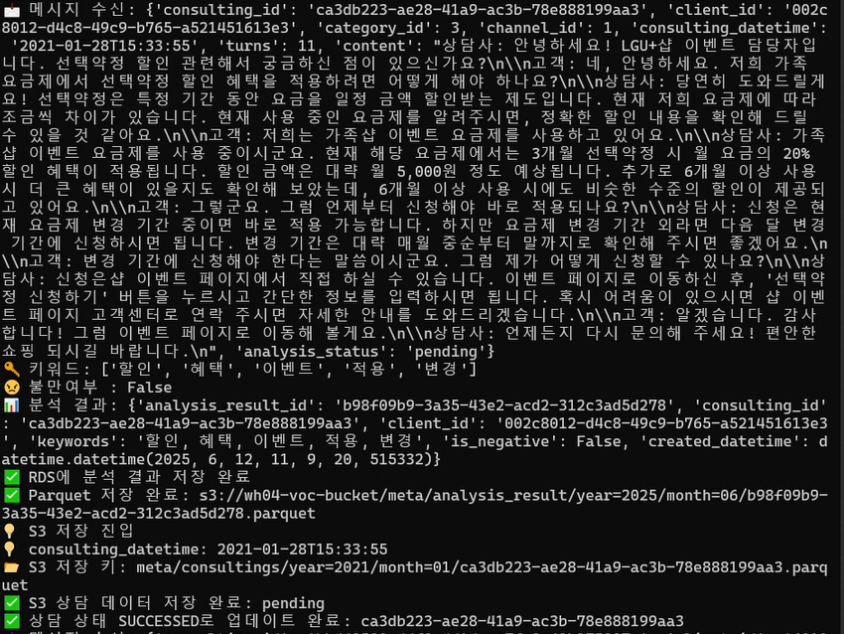 메시지 수신: {'consulting_id': 'ca3db223-ae28-41a9-ac3b-78e888199aa3', 'client_id': '002c
8012-d4c8-49c9-b765-a521451613e3', 'category_id': 3, 'channel_id': 1, 'consulting_datetime':
'2021-01-28T15:33:55', 'turns': 11, 'content': "상담사: 안녕하세요! LGU+샵 이벤트 담당자입
니다. 선택약정 할인 관련해서 궁금하신 점이 있으신가요?\n\\n고객: 네, 안녕하세요. 저희 가족
요금제에서 선택약정 할인 혜택을 적용하려면 어떻게 해야 하나요?\n\\n상담사: 당연히 도와드릴게
요! 선택약정은 특정 기간 동안 요금을 일정 금액 할인받는 제도입니다. 현재 저희 요금제에 따라
조금씩 차이가 있습니다. 현재 사용 중인 요금제를 알려주시면, 정확한 할인 내용을 확인해 드릴
수 있을 것 같아요.\n\\n고객: 저희는 가족샵 이벤트 요금제를 사용하고 있어요.\n\\n상담사: 가족
샵 이벤트 요금제를 사용 중이시군요. 현재 해당 요금제에서는 3개월 선택약정 시 월 요금의 20%
할인 혜택이 적용됩니다. 할인 금액은 대략 월 5,000원 정도 예상됩니다. 추가로 6개월 이상 사용
시 더 큰 혜택이 있을지도 확인해 보았는데, 6개월 이상 사용 시에도 비슷한 수준의 할인이 제공되
고 있어요.\n\\n고객: 그렇군요. 그럼 언제부터 신청해야 바로 적용되나요?\n\\n상담사: 신청은 현
재 요금제 변경 기간 중이면 바로 적용 가능합니다. 하지만 요금제 변경 기간 외라면 다음 달 변경
기간에 신청하시면 됩니다. 변경 기간은 대략 매월 중순부터 말까지로 확인해 주시면 좋겠어요.\n
\\n고객: 변경 기간에 신청해야 한다는 말씀이시군요. 그럼 제가 어떻게 신청할 수 있나요?\n\\n상
담사: 신청은샵 이벤트 페이지에서 직접 하실 수 있습니다. 이벤트 페이지로 이동하신 후, '선택약
정 신청하기' 버튼을 누르시고 간단한 정보를 입력하시면 됩니다. 혹시 어려움이 있으시면 샵 이벤
트 페이지 고객센터로 연락 주시면 자세한 안내를 도와드리겠습니다.\n\\n고객: 알겠습니다. 감사
합니다! 그럼 이벤트 페이지로 이동해 볼게요.\n\\n상담사: 언제든지 다시 문의해 주세요! 편안한
쇼핑 되시길 바랍니다.\n", 'analysis_status': 'pending'}
🔑 키워드: ['할인', '혜택', '이벤트', '적용', '변경']
😠 불만여부 : False
📊 분석 결과: {'analysis_result_id': 'b98f09b9-3a35-43e2-acd2-312c3ad5d278', 'consulting_id'
: 'ca3db223-ae28-41a9-ac3b-78e888199aa3', 'client_id': '002c8012-d4c8-49c9-b765-a521451613e3
', 'keywords': '할인, 혜택, 이벤트, 적용, 변경', 'is_negative': False, 'created_datetime': d
atetime.datetime(2025, 6, 12, 11, 9, 20, 515332)}
✅ RDS에 분석 결과 저장 완료
✅ Parquet 저장 완료: s3://wh04-voc-bucket/meta/analysis_result/year=2025/month=06/b98f09b9-
3a35-43e2-acd2-312c3ad5d278.parquet
💡 S3 저장 진입
💡 consulting_datetime: 2021-01-28T15:33:55
📂 S3 저장 키: meta/consultings/year=2021/month=01/ca3db223-ae28-41a9-ac3b-78e888199aa3.parq
uet
✅ S3 상담 데이터 저장 완료: pending
✅ 상담 상태 SUCCESSED로 업데이트 완료: ca3db223-ae28-41a9-ac3b-78e888199aa3